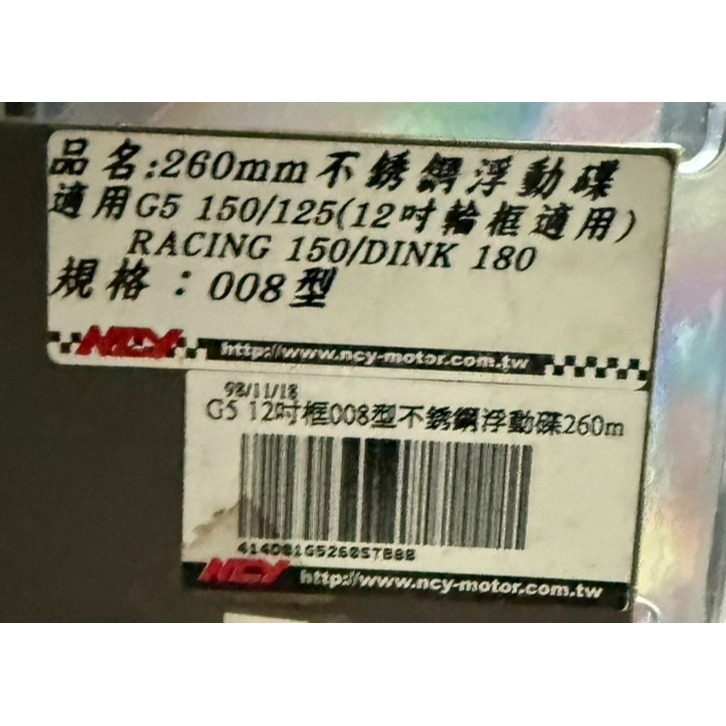 品名:260mm不銹鋼浮動碟
適用G5 150/125(12吋輪框適用)
RACING 150/DINK 180
規格:008型
NCY http://www.ncy-motor.com.tw
98/11/18
G5 12吋框008型不銹鋼浮動碟260m
NCY http://www.ncy-motor.com.tw